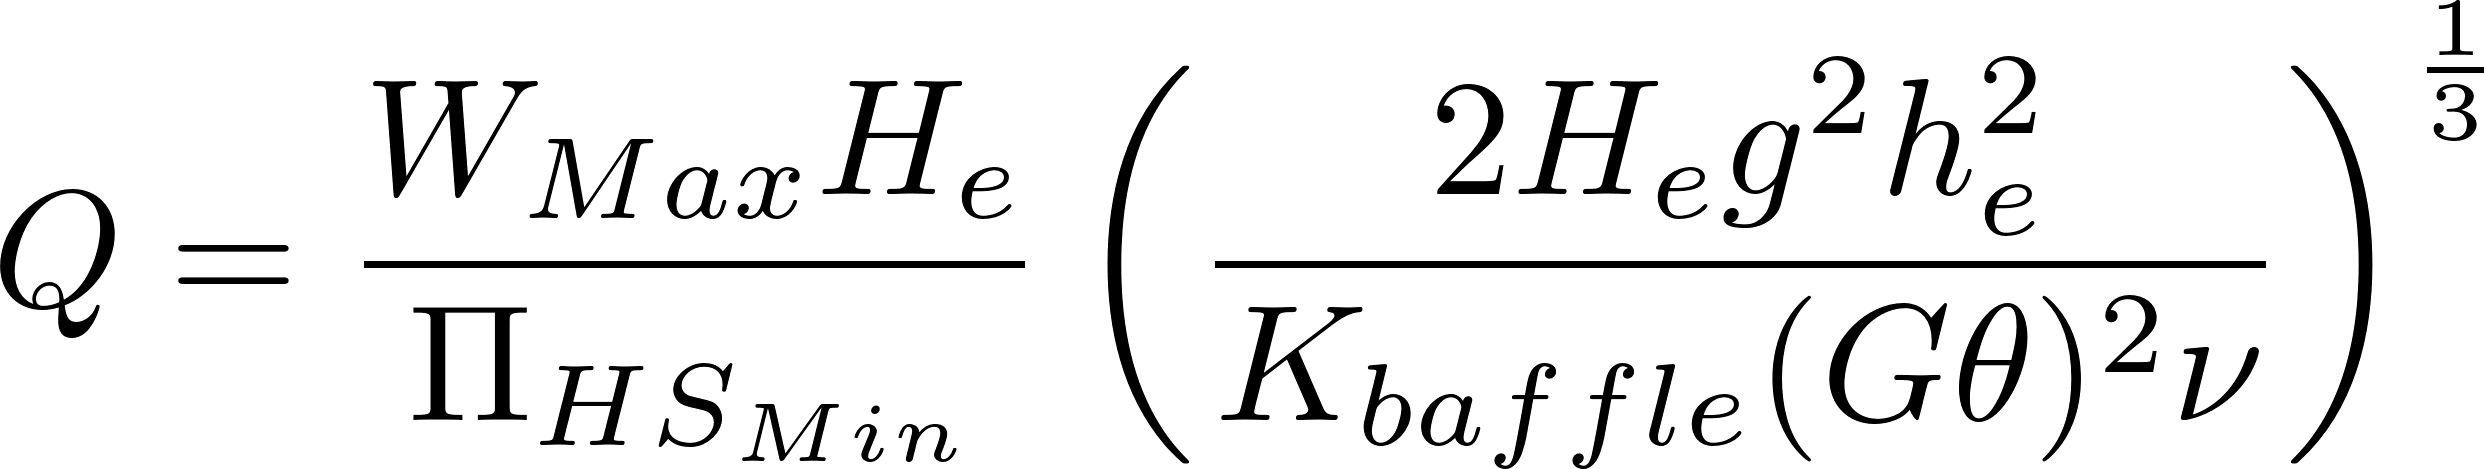 Q = \frac{W_{Max} H_e}{\Pi_{HS_{Min}}} \left( \frac{2 H_e g^2 h_e^2}{K_{baffle} (G\theta)^2 \nu} \right)^{\frac{1}{3}}